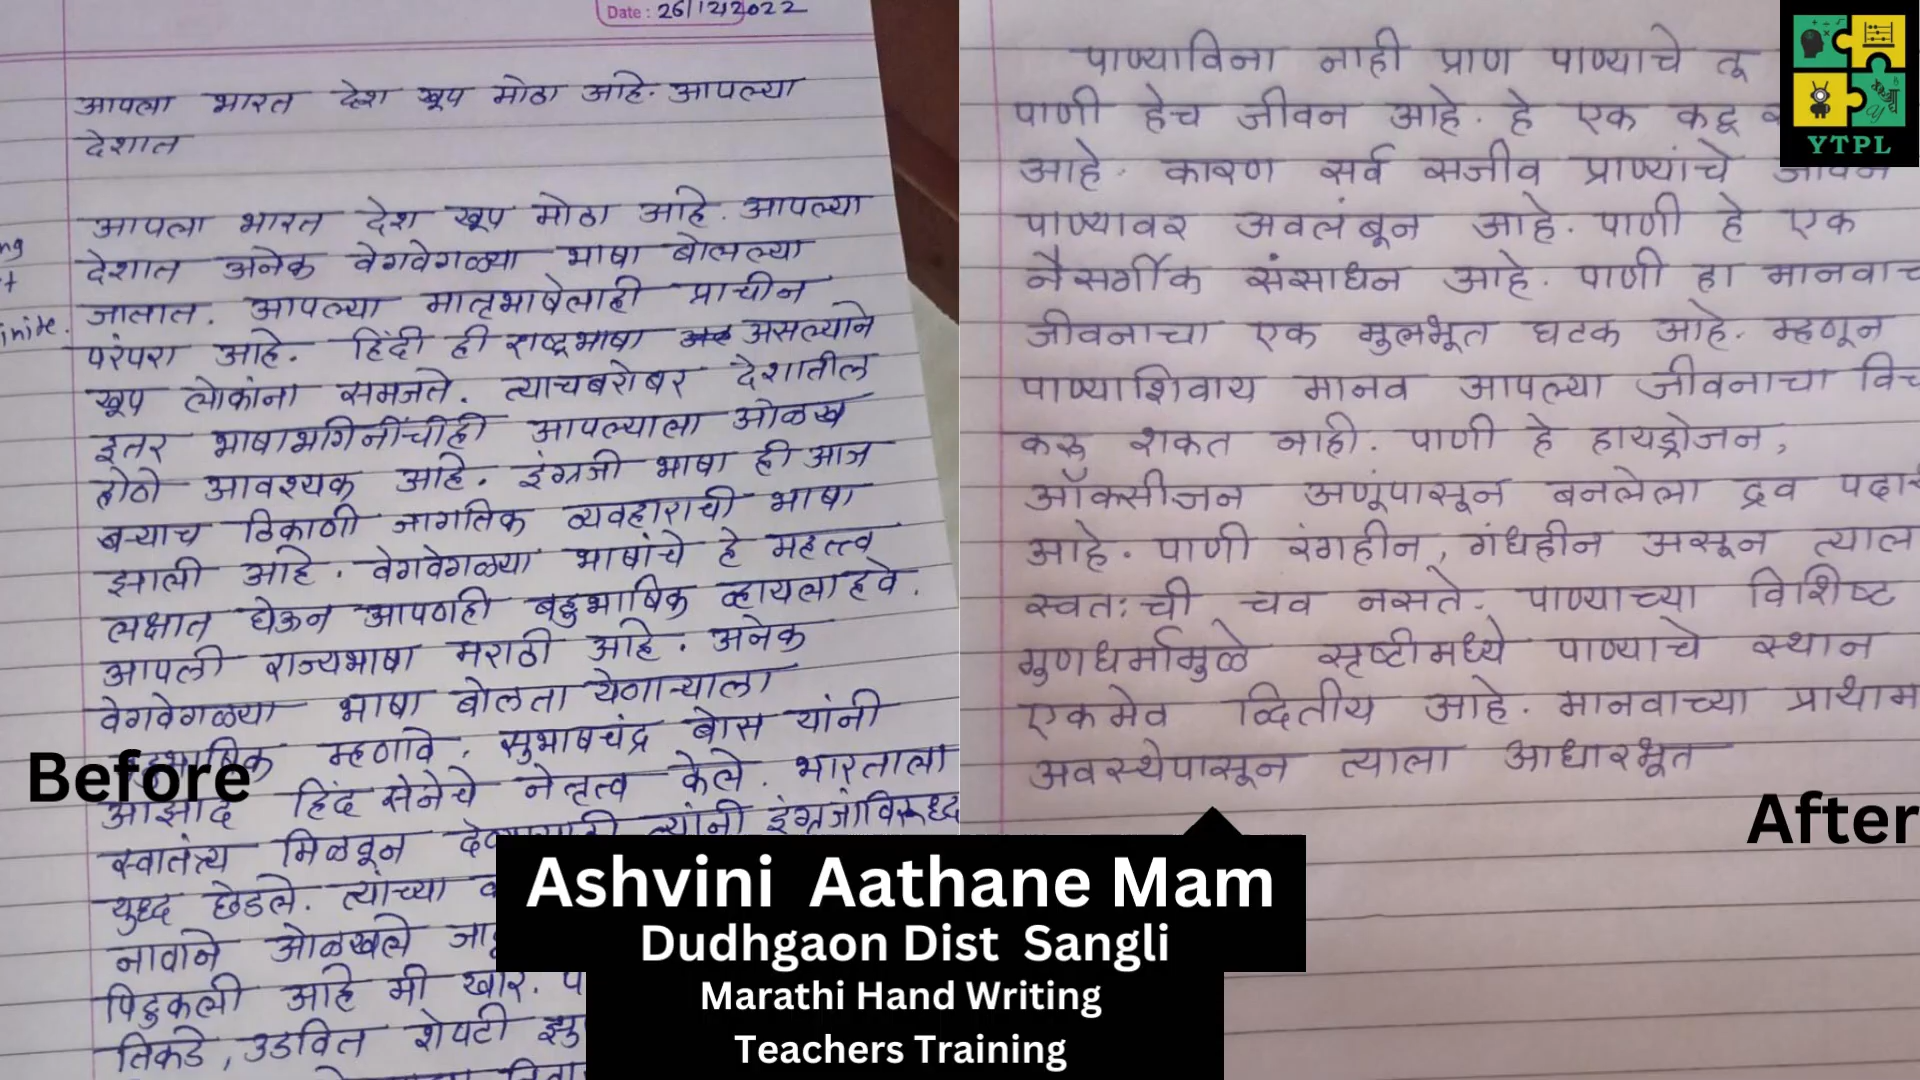 Date : 26/12/2022
आपला भारत देश खूप मोठा आहे. आपल्या
देशात
आपला भारत देश खूप मोठा आहे. आपल्या
देशात अनेक वेगवेगळ्या भाषा बोलल्या
जातात. आपल्या मातृभाषेलाही प्राचीन
परंपरा आहे. हिंदी ही राष्ट्रभाषा असल्याने
खूप लोकांना समजते. त्याचबरोबर देशातील
इतर भाषाभगिनींचीही आपल्याला ओळख
होणे आवश्यक आहे. इंग्रजी भाषा ही आज
बऱ्याच ठिकाणी जागतिक व्यवहाराची भाषा
झाली आहे. वेगवेगळ्या भाषांचे हे महत्त्व
लक्षात घेऊन आपणही बहुभाषिक व्हायला हवे.
आपली राज्यभाषा मराठी आहे. अनेक
वेगवेगळ्या भाषा बोलता येणाऱ्याला
म्हणावे. सुभाषचंद्र बोस यांनी
आझाद हिंद सेनेचे नेतृत्व केले. भारताला
स्वातंत्र्य मिळवून त्यांनी इंग्रजांविरूध्द
युध्द छेडले. त्यांच्या
नावाने ओळखले
पिटुकली आहे मी खार.
तिकडे, उडवित शेपटी
Before
पाण्याविना नाही प्राण पाण्याचे तू
पाणी हेच जीवन आहे. हे एक कटू
आहे. कारण सर्व सजीव प्राण्यांचे जीवन
पाण्यावर अवलंबून आहे. पाणी हे एक
नैसर्गीक संसाधन आहे. पाणी हा मानवाच
जीवनाचा एक मुलभूत घटक आहे. म्हणून
पाण्याशिवाय मानव आपल्या जीवनाचा विच
करू शकत नाही. पाणी हे हायड्रोजन,
ऑक्सीजन अणूंपासून बनलेला द्रव पदार्थ
आहे. पाणी रंगहीन, गंधहीन असून त्याल
स्वतःची चव नसते. पाण्याच्या विशिष्ट
गुणधर्मामुळे सृष्टीमध्ये पाण्याचे स्थान
एकमेव द्वितीय आहे. मानवाच्या प्राथम
अवस्थेपासून त्याला आधारभूत
After
YTPL
Ashvini Aathane Mam
Dudhgaon Dist Sangli
Marathi Hand Writing
Teachers Training